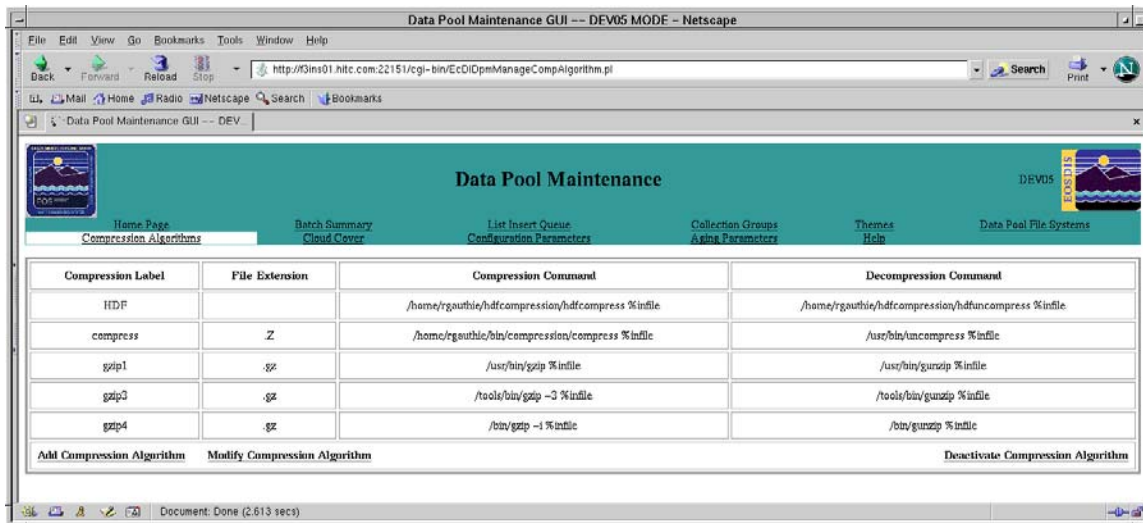 Data Pool Maintenance GUI -- DEV05 MODE - Netscape
File Edit View Go Bookmarks Tools Window Help
Back Forward Reload Stop http://f3ins01.hitc.com:22151/cgi-bin/EcDlDpmManageCompAlgorithm.pl Search Print N
Mail Home Radio Netscape Search Bookmarks
Data Pool Maintenance GUI -- DEV...
Data Pool Maintenance
DEV05
EOSDIS
Home Page Batch Summary List Insert Queue Collection Groups Themes Data Pool File Systems
Compression Algorithms Cloud Cover Configuration Parameters Aging Parameters Help
Compression Label File Extension Compression Command Decompression Command
HDF /home/rgauthie/hdfcompression/hdfcompress %infile /home/rgauthie/hdfcompression/hdfuncompress %infile
compress .Z /home/rgauthie/bin/compression/compress %infile /usr/bin/uncompress %infile
gzip1 .gz /usr/bin/gzip %infile /usr/bin/gunzip %infile
gzip3 .gz /tools/bin/gzip -3 %infile /tools/bin/gunzip %infile
gzip4 .gz /bin/gzip -i %infile /bin/gunzip %infile
Add Compression Algorithm Modify Compression Algorithm Deactivate Compression Algorithm
Document: Done (2.613 secs)